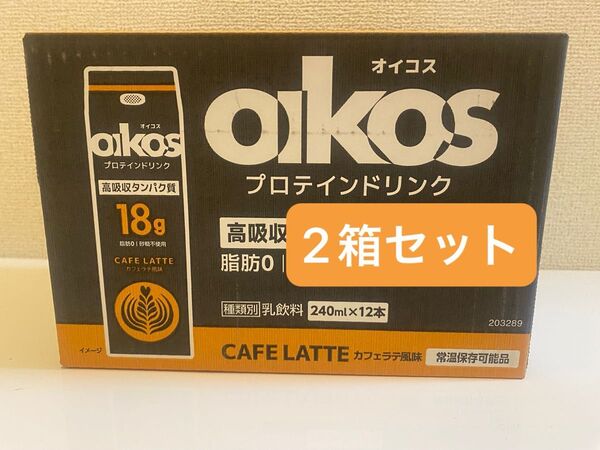 オイコス
oikos
プロテインドリンク
高吸収タンパク質
18g
脂肪0 | 砂糖不使用
CAFE LATTE
カフェラテ風味
イメージ
オイコス
oikos
プロテインドリンク
高吸収
脂肪0 |
2箱セット
種類別 乳飲料 240ml×12本
203289
CAFE LATTE カフェラテ風味 常温保存可能品